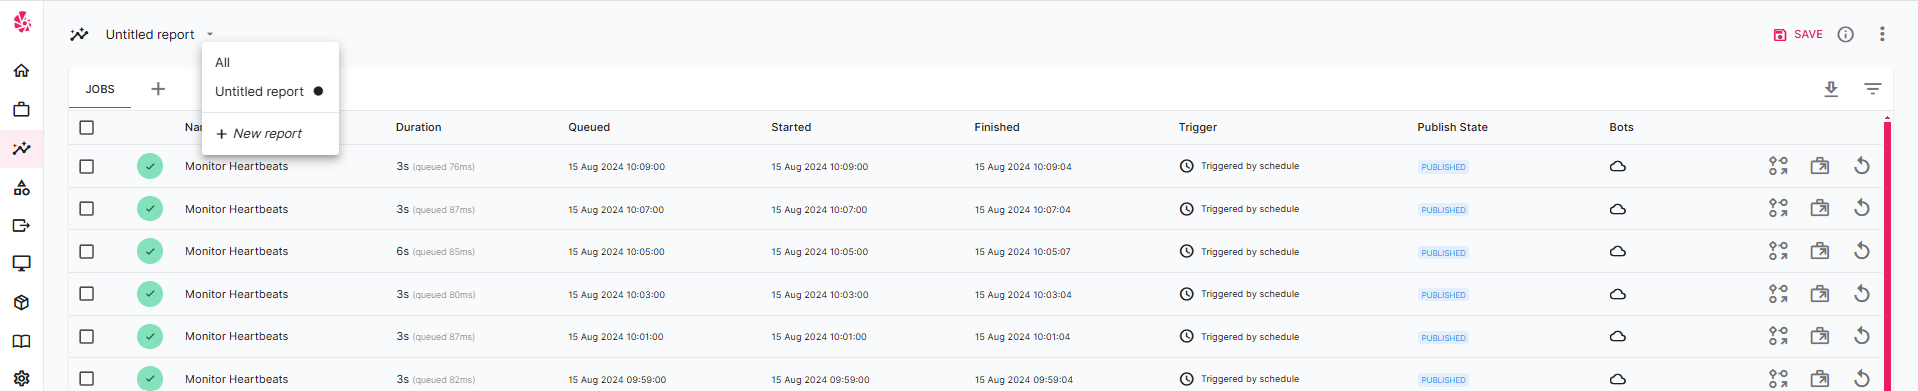 Untitled report
SAVE
All
Untitled report
+ New report
JOBS
Duration Queued Started Finished Trigger Publish State Bots
Monitor Heartbeats 3s (queued 76ms) 15 Aug 2024 10:09:00 15 Aug 2024 10:09:00 15 Aug 2024 10:09:04 Triggered by schedule PUBLISHED
Monitor Heartbeats 3s (queued 87ms) 15 Aug 2024 10:07:00 15 Aug 2024 10:07:00 15 Aug 2024 10:07:04 Triggered by schedule PUBLISHED
Monitor Heartbeats 6s (queued 85ms) 15 Aug 2024 10:05:00 15 Aug 2024 10:05:00 15 Aug 2024 10:05:07 Triggered by schedule PUBLISHED
Monitor Heartbeats 3s (queued 80ms) 15 Aug 2024 10:03:00 15 Aug 2024 10:03:00 15 Aug 2024 10:03:04 Triggered by schedule PUBLISHED
Monitor Heartbeats 3s (queued 87ms) 15 Aug 2024 10:01:00 15 Aug 2024 10:01:00 15 Aug 2024 10:01:04 Triggered by schedule PUBLISHED
Monitor Heartbeats 3s (queued 82ms) 15 Aug 2024 09:59:00 15 Aug 2024 09:59:00 15 Aug 2024 09:59:04 Triggered by schedule PUBLISHED